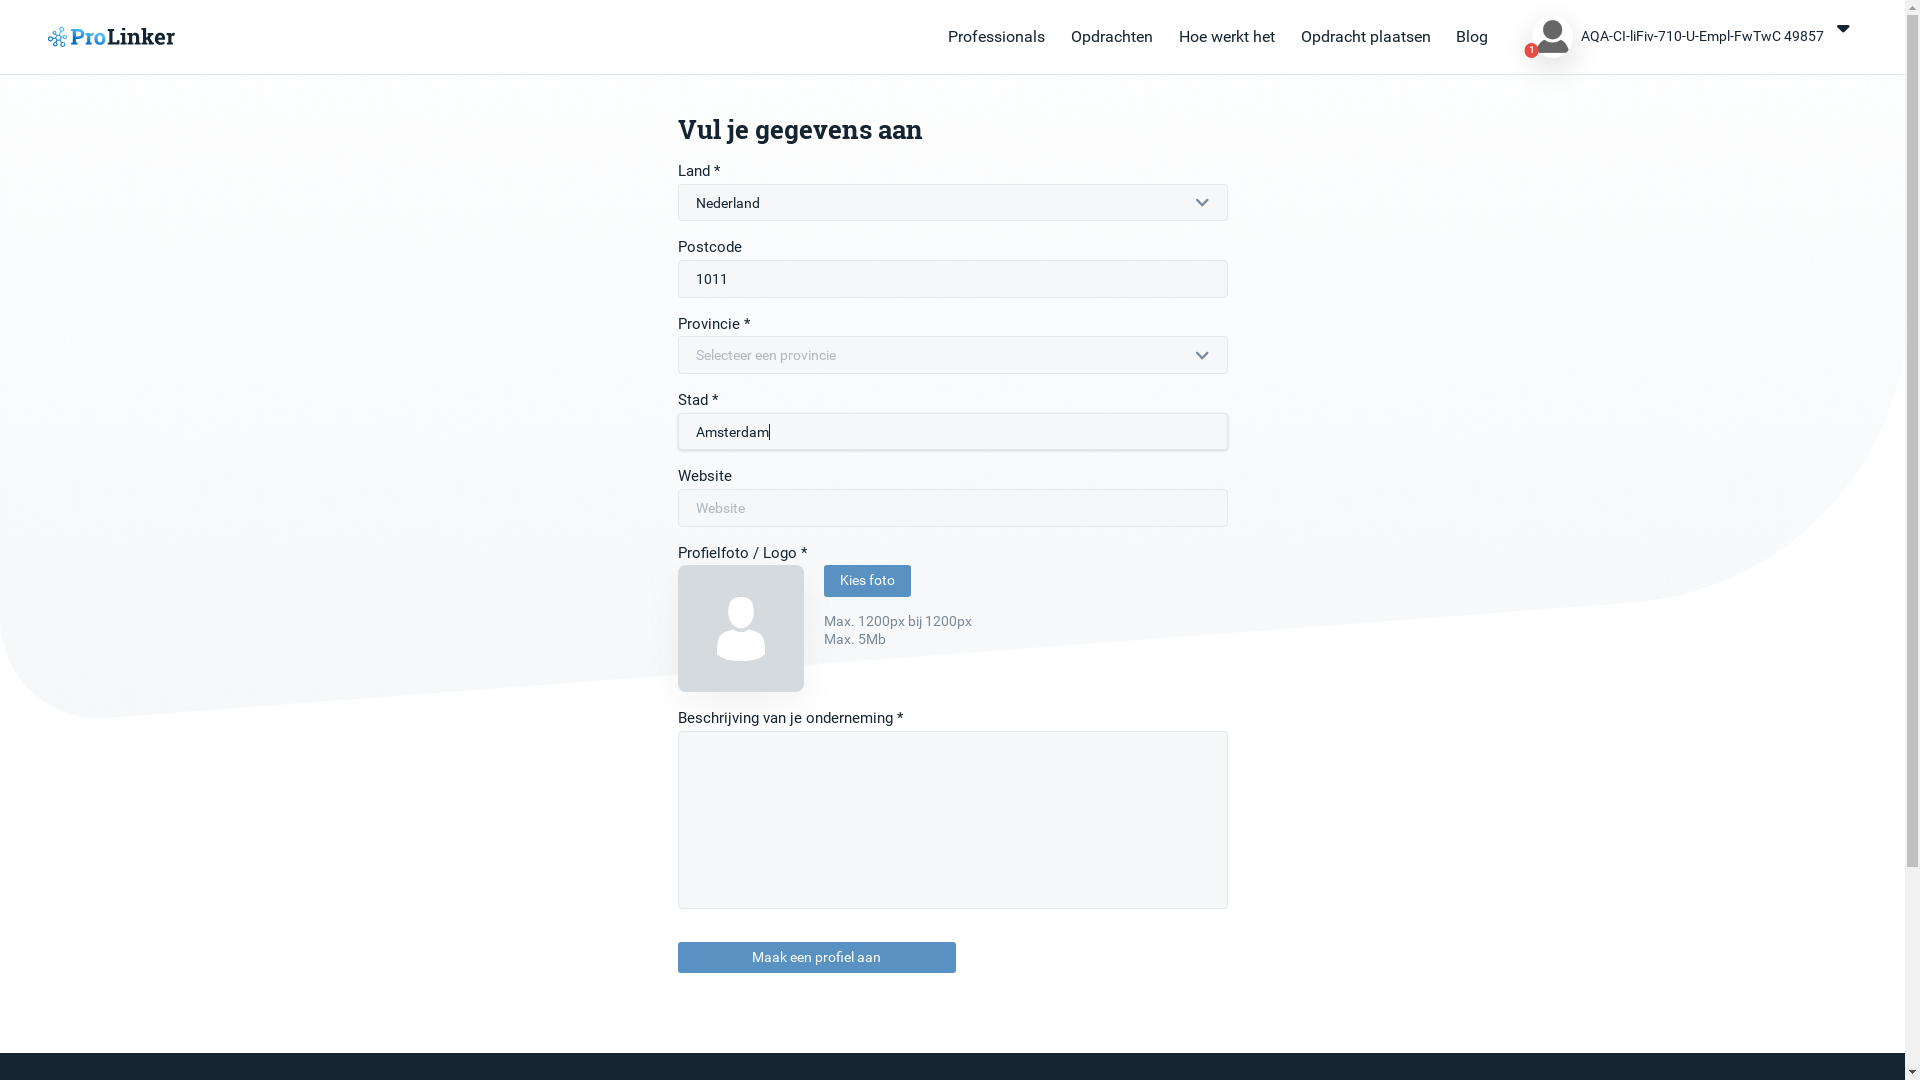 ProLinker
Professionals
Opdrachten
Hoe werkt het
Opdracht plaatsen
Blog
1
AQA-CI-liFiv-710-U-Empl-FwTwC 49857
Vul je gegevens aan
Land *
Nederland
Postcode
1011
Provincie *
Selecteer een provincie
Stad *
Amsterdam
Website
Website
Profielfoto / Logo *
Kies foto
Max. 1200px bij 1200px
Max. 5Mb
Beschrijving van je onderneming *
Maak een profiel aan